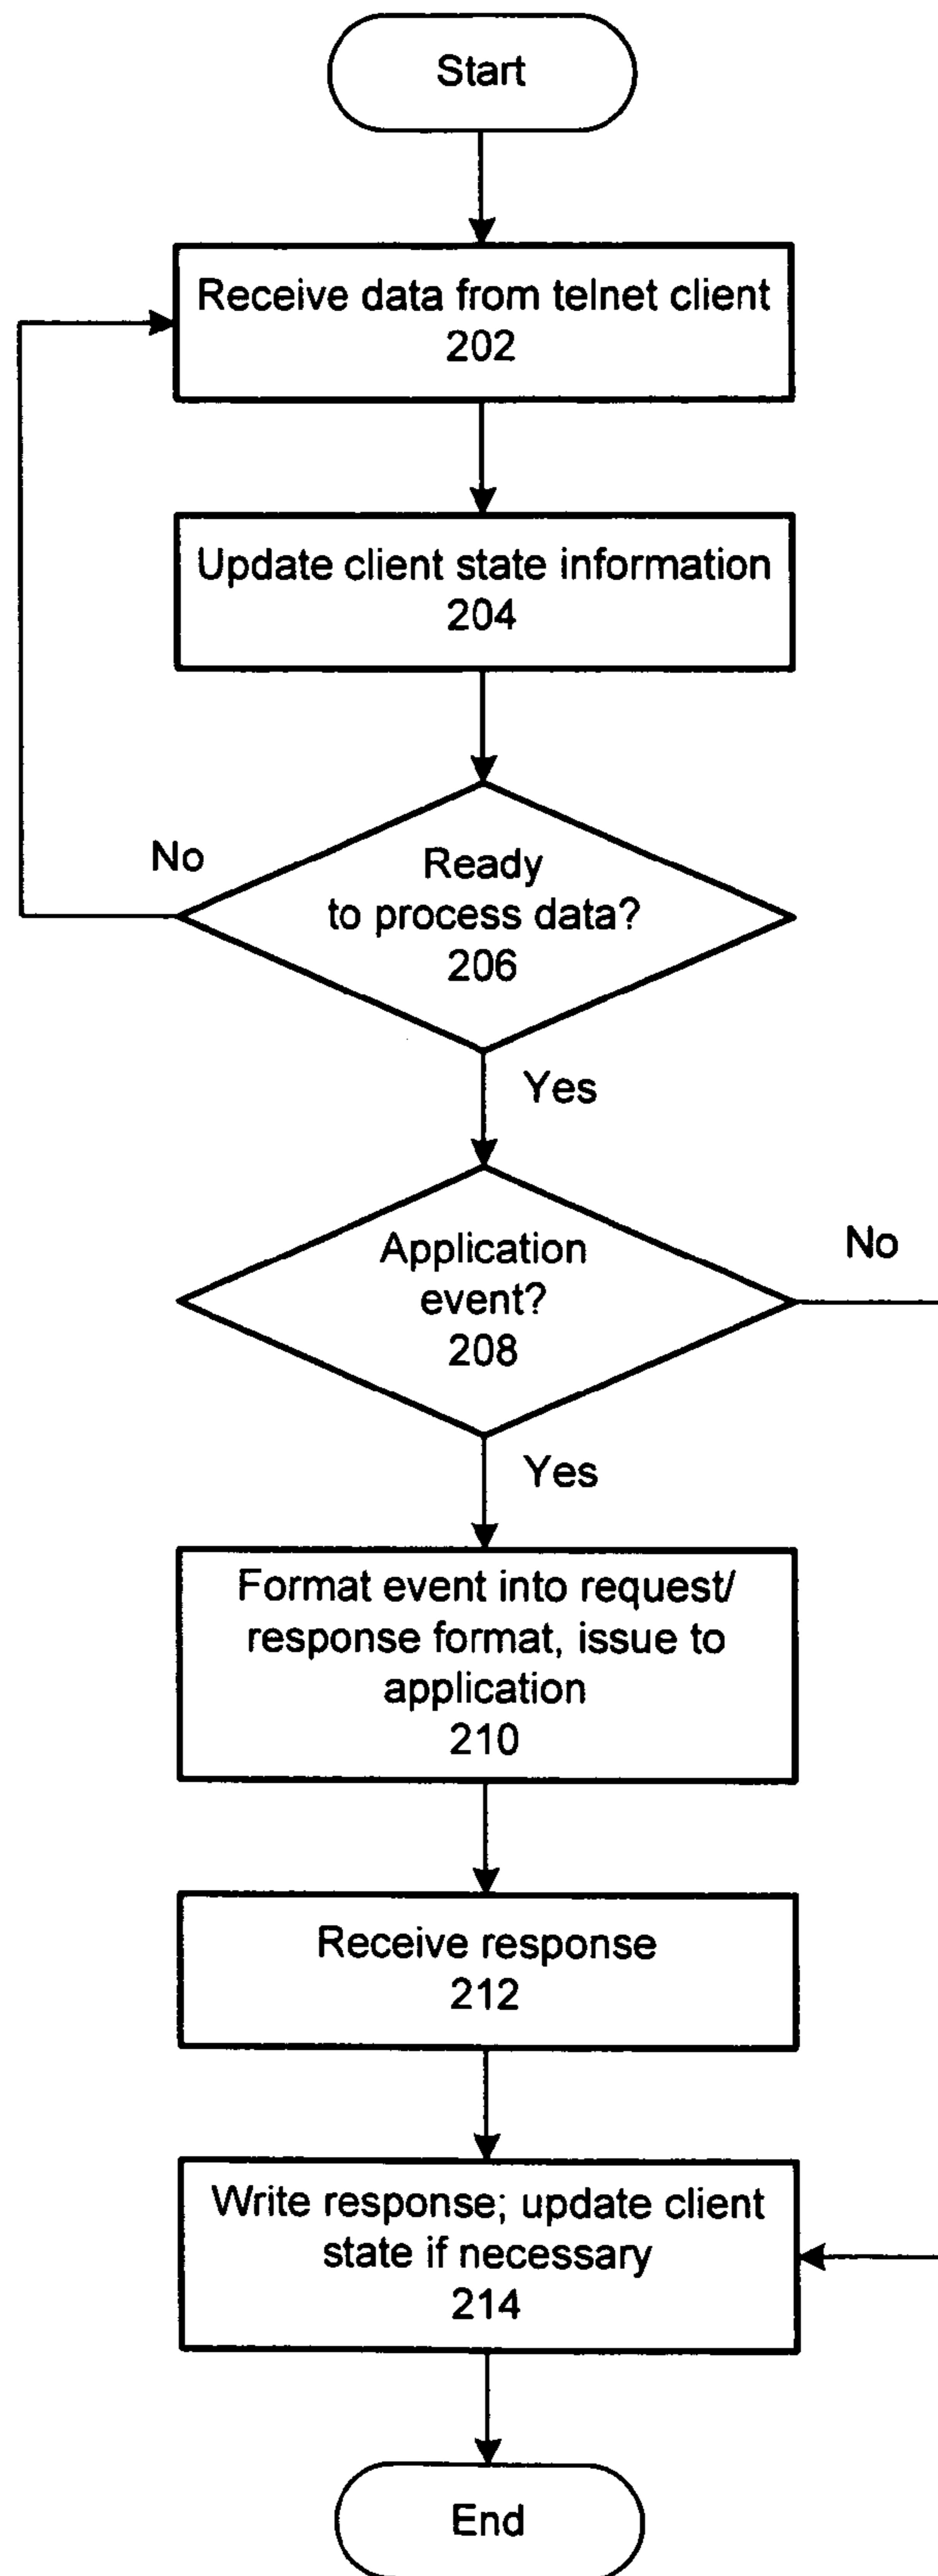 Start
Receive data from telnet client
202
Update client state information
204
No
Ready
to process data?
206
Yes
Application
event?
208
No
Yes
Format event into request/
response format, issue to
application
210
Receive response
212
Write response; update client
state if necessary
214
End